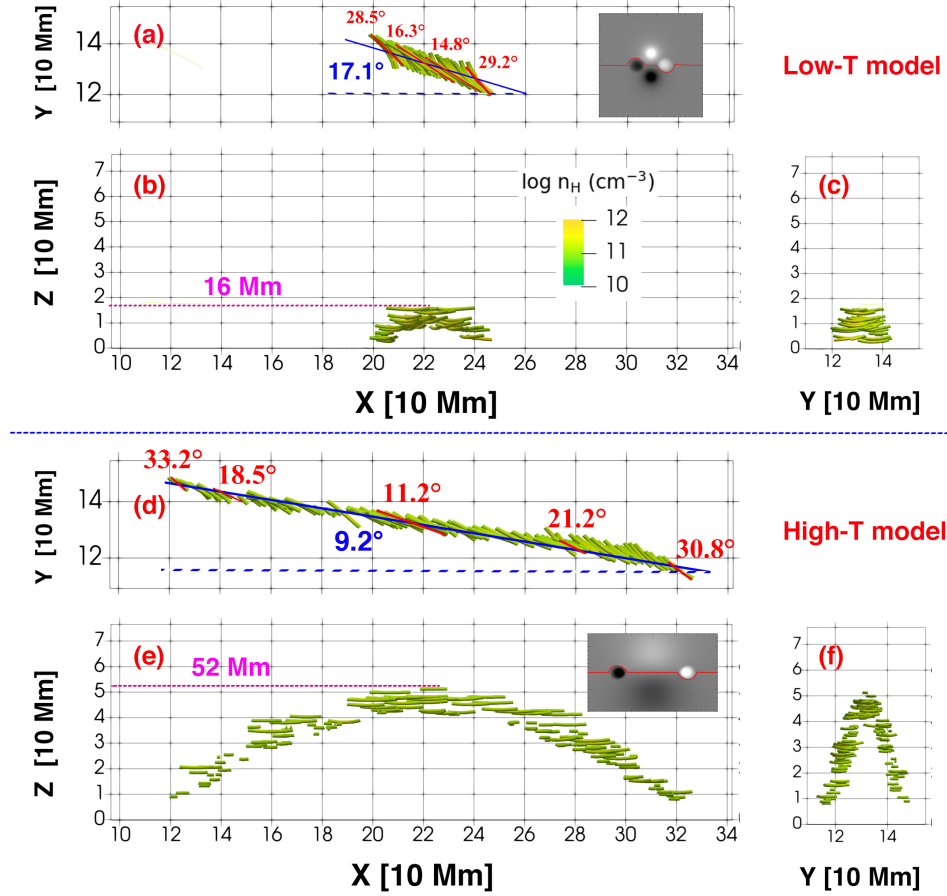 (a)
28.5°
16.3°
14.8°
29.2°
17.1°
Low-T model
Y [10 Mm]
14
12
(b)
log n_H (cm⁻³)
12
11
10
16 Mm
Z [10 Mm]
7
6
5
4
3
2
1
0
10 12 14 16 18 20 22 24 26 28 30 32 34
X [10 Mm]
(c)
7
6
5
4
3
2
1
0
12 14
Y [10 Mm]
33.2°
18.5°
11.2°
21.2°
30.8°
(d)
9.2°
High-T model
Y [10 Mm]
14
12
(e)
52 Mm
Z [10 Mm]
7
6
5
4
3
2
1
0
10 12 14 16 18 20 22 24 26 28 30 32 34
X [10 Mm]
(f)
7
6
5
4
3
2
1
0
12 14
Y [10 Mm]